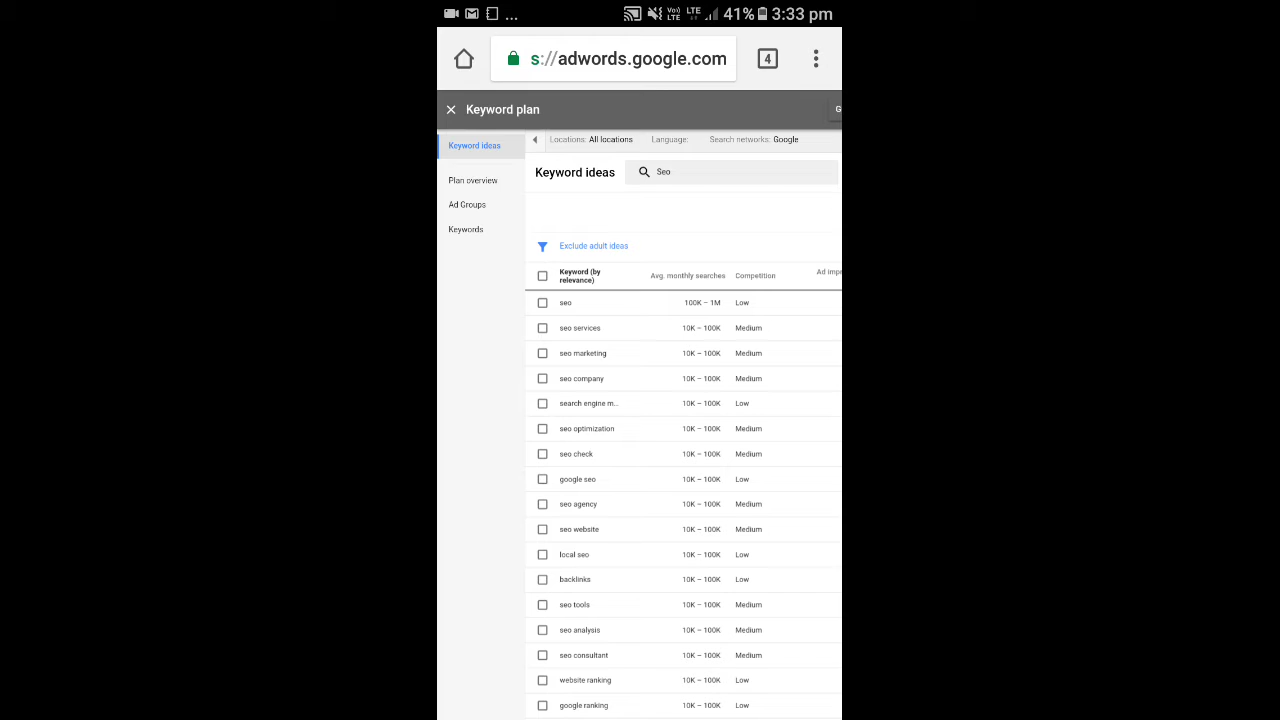 ... Vo)) LTE LTE 41% 3:33 pm
s://adwords.google.com 4
Keyword plan G
Keyword ideas
Plan overview
Ad Groups
Keywords
Locations: All locations Language: Search networks: Google
Keyword ideas Seo
Exclude adult ideas
Keyword (by relevance) Avg. monthly searches Competition Ad impr
seo 100K – 1M Low
seo services 10K – 100K Medium
seo marketing 10K – 100K Medium
seo company 10K – 100K Medium
search engine m... 10K – 100K Low
seo optimization 10K – 100K Medium
seo check 10K – 100K Medium
google seo 10K – 100K Low
seo agency 10K – 100K Medium
seo website 10K – 100K Medium
local seo 10K – 100K Low
backlinks 10K – 100K Low
seo tools 10K – 100K Medium
seo analysis 10K – 100K Medium
seo consultant 10K – 100K Medium
website ranking 10K – 100K Low
google ranking 10K – 100K Low